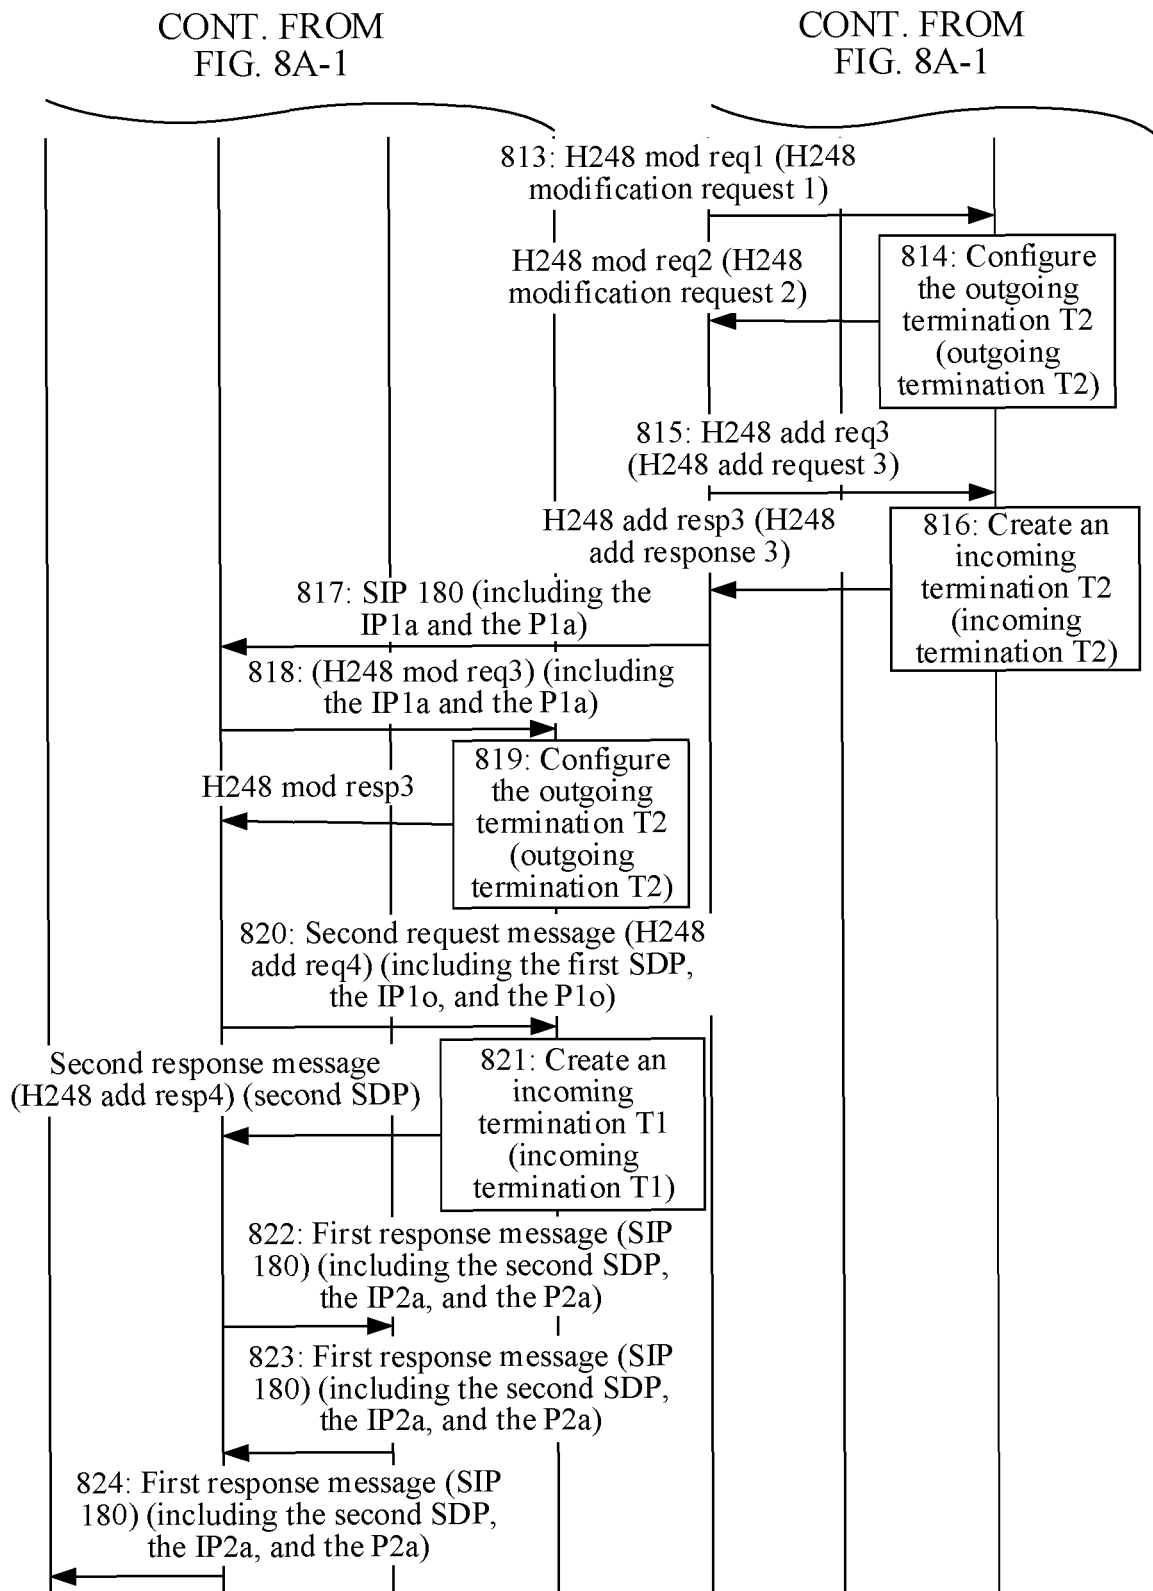 CONT. FROM
FIG. 8A-1
CONT. FROM
FIG. 8A-1
813: H248 mod req1 (H248
modification request 1)
H248 mod req2 (H248
modification request 2)
814: Configure
the outgoing
termination T2
(outgoing
termination T2)
815: H248 add req3
(H248 add request 3)
H248 add resp3 (H248
add response 3)
816: Create an
incoming
termination T2
(incoming
termination T2)
817: SIP 180 (including the
IP1a and the P1a)
818: (H248 mod req3) (including
the IP1a and the P1a)
H248 mod resp3
819: Configure
the outgoing
termination T2
(outgoing
termination T2)
820: Second request message (H248
add req4) (including the first SDP,
the IP1o, and the P1o)
Second response message
(H248 add resp4) (second SDP)
821: Create an
incoming
termination T1
(incoming
termination T1)
822: First response message (SIP
180) (including the second SDP,
the IP2a, and the P2a)
823: First response message (SIP
180) (including the second SDP,
the IP2a, and the P2a)
824: First response message (SIP
180) (including the second SDP,
the IP2a, and the P2a)